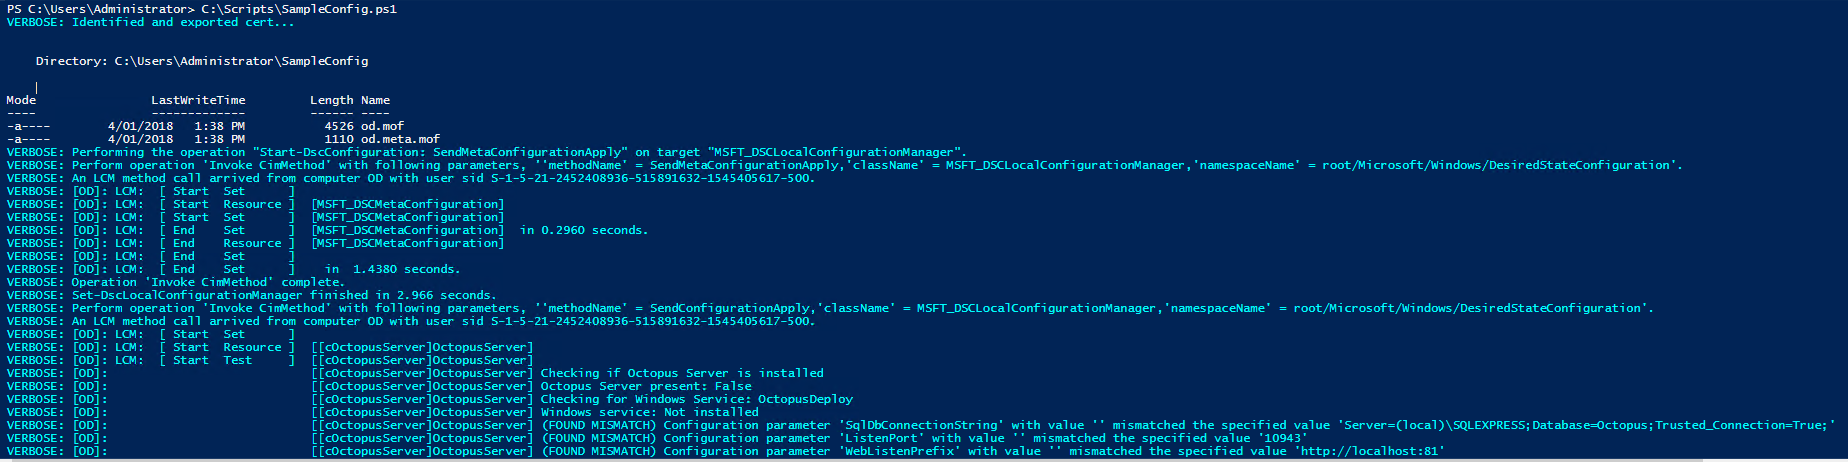 PS C:\Users\Administrator> C:\Scripts\SampleConfig.ps1
VERBOSE: Identified and exported cert...
Directory: C:\Users\Administrator\SampleConfig
Mode LastWriteTime Length Name
---- ------------- ------ ----
-a---- 4/01/2018 1:38 PM 4526 od.mof
-a---- 4/01/2018 1:38 PM 1110 od.meta.mof
VERBOSE: Performing the operation "Start-DscConfiguration: SendMetaConfigurationApply" on target "MSFT_DSCLocalConfigurationManager".
VERBOSE: Perform operation 'Invoke CimMethod' with following parameters, ''methodName' = SendMetaConfigurationApply,'className' = MSFT_DSCLocalConfigurationManager,'namespaceName' = root/Microsoft/Windows/DesiredStateConfiguration'.
VERBOSE: An LCM method call arrived from computer OD with user sid S-1-5-21-2452408936-515891632-1545405617-500.
VERBOSE: [OD]: LCM: [ Start Set ]
VERBOSE: [OD]: LCM: [ Start Resource ] [MSFT_DSCMetaConfiguration]
VERBOSE: [OD]: LCM: [ Start Set ] [MSFT_DSCMetaConfiguration]
VERBOSE: [OD]: LCM: [ End Set ] [MSFT_DSCMetaConfiguration] in 0.2960 seconds.
VERBOSE: [OD]: LCM: [ End Resource ] [MSFT_DSCMetaConfiguration]
VERBOSE: [OD]: LCM: [ End Set ]
VERBOSE: [OD]: LCM: [ End Set ] in 1.4380 seconds.
VERBOSE: Operation 'Invoke CimMethod' complete.
VERBOSE: Set-DscLocalConfigurationManager finished in 2.966 seconds.
VERBOSE: Perform operation 'Invoke CimMethod' with following parameters, ''methodName' = SendConfigurationApply,'className' = MSFT_DSCLocalConfigurationManager,'namespaceName' = root/Microsoft/Windows/DesiredStateConfiguration'.
VERBOSE: An LCM method call arrived from computer OD with user sid S-1-5-21-2452408936-515891632-1545405617-500.
VERBOSE: [OD]: LCM: [ Start Set ]
VERBOSE: [OD]: LCM: [ Start Resource ] [[cOctopusServer]OctopusServer]
VERBOSE: [OD]: LCM: [ Start Test ] [[cOctopusServer]OctopusServer]
VERBOSE: [OD]: [[cOctopusServer]OctopusServer] Checking if Octopus Server is installed
VERBOSE: [OD]: [[cOctopusServer]OctopusServer] Octopus Server present: False
VERBOSE: [OD]: [[cOctopusServer]OctopusServer] Checking for Windows Service: OctopusDeploy
VERBOSE: [OD]: [[cOctopusServer]OctopusServer] Windows service: Not installed
VERBOSE: [OD]: [[cOctopusServer]OctopusServer] (FOUND MISMATCH) Configuration parameter 'SqlDbConnectionString' with value '' mismatched the specified value 'Server=(local)\SQLEXPRESS;Database=Octopus;Trusted_Connection=True;'
VERBOSE: [OD]: [[cOctopusServer]OctopusServer] (FOUND MISMATCH) Configuration parameter 'ListenPort' with value '' mismatched the specified value '10943'
VERBOSE: [OD]: [[cOctopusServer]OctopusServer] (FOUND MISMATCH) Configuration parameter 'WebListenPrefix' with value '' mismatched the specified value 'http://localhost:81'